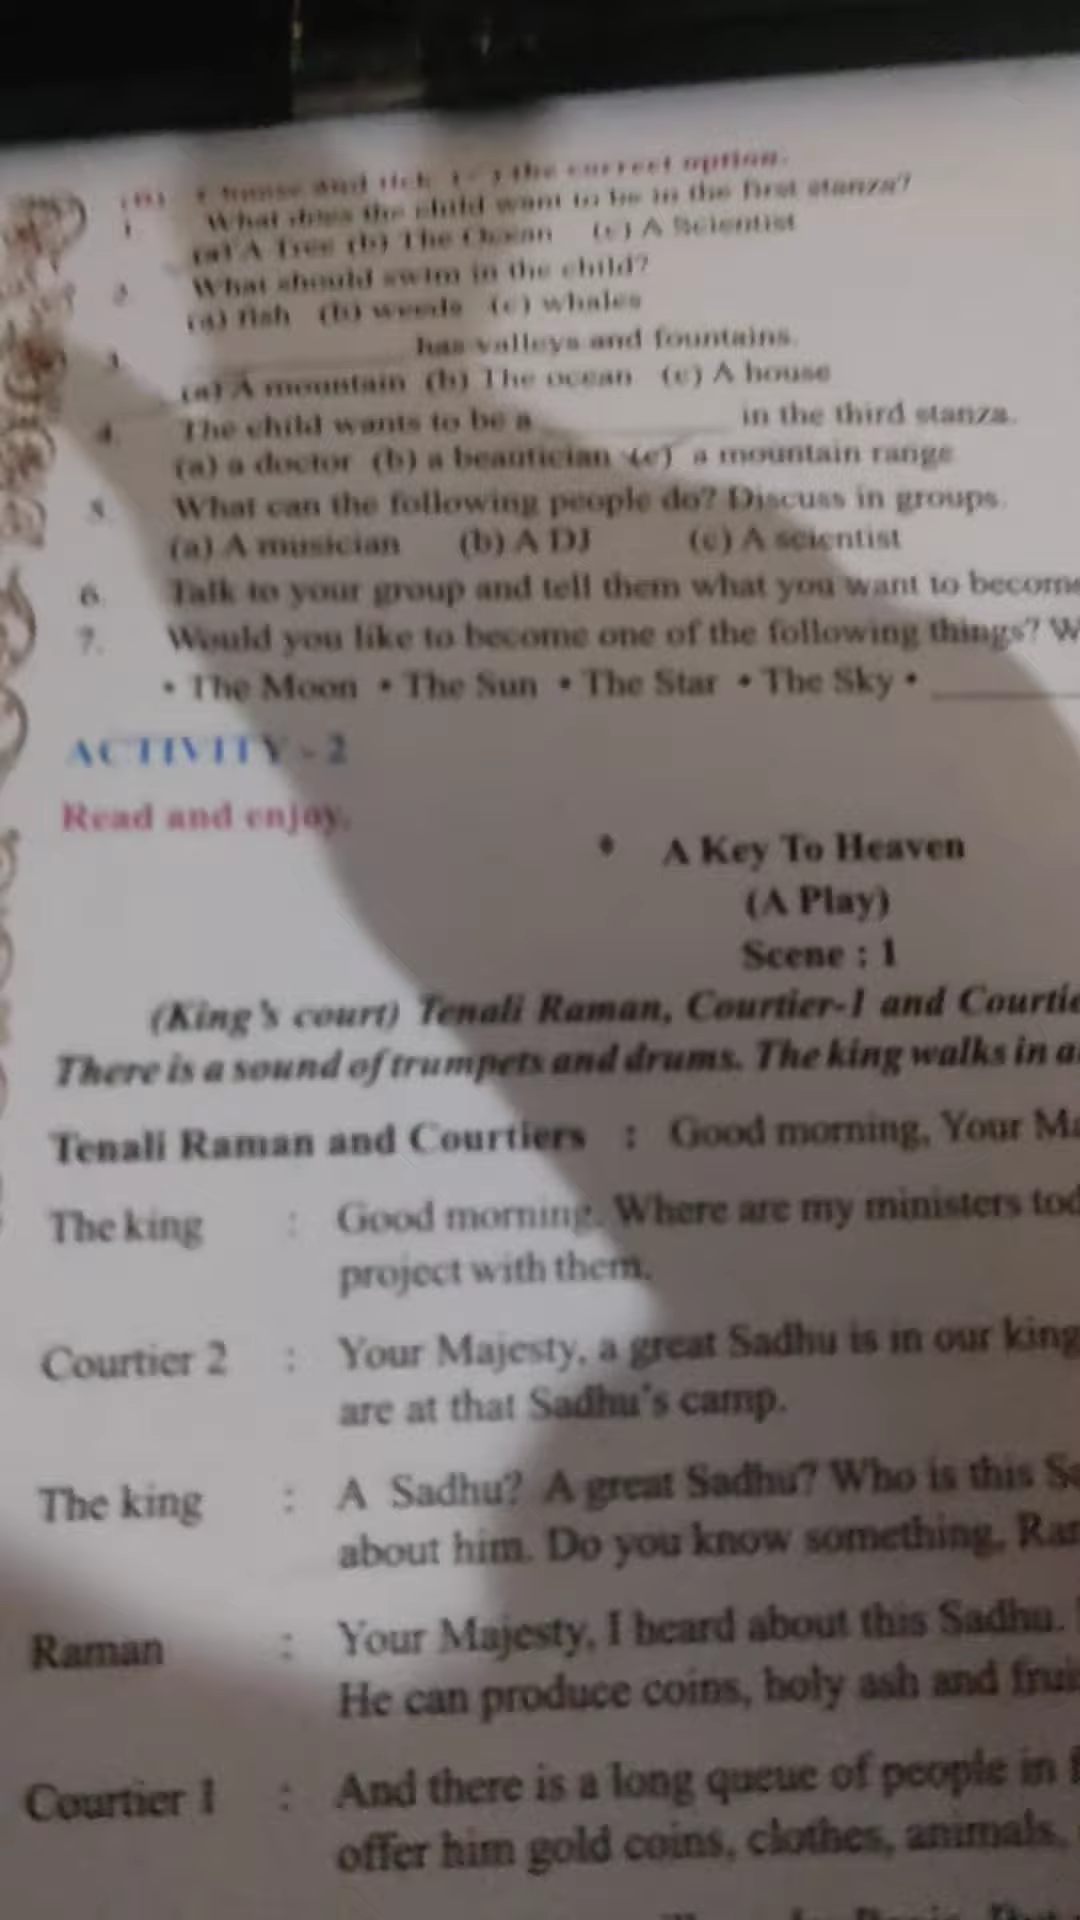 (B) Choose and tick (✓) the correct option.
1. What does the child want to be in the first stanza?
(a) A Tree (b) The Ocean (c) A Scientist
2. What should swim in the child?
(a) fish (b) weeds (c) whales
3. __________ has valleys and fountains.
(a) A mountain (b) The ocean (c) A house
4. The child wants to be a __________ in the third stanza.
(a) a doctor (b) a beautician (c) a mountain range
5. What can the following people do? Discuss in groups.
(a) A musician (b) A DJ (c) A scientist
6. Talk to your group and tell them what you want to become
7. Would you like to become one of the following things? W
• The Moon • The Sun • The Star • The Sky • __________
ACTIVITY - 2
Read and enjoy.
A Key To Heaven
(A Play)
Scene : 1
(King's court) Tenali Raman, Courtier-1 and Courtie
There is a sound of trumpets and drums. The king walks in a
Tenali Raman and Courtiers : Good morning, Your Ma
The king : Good morning. Where are my ministers tod
project with them.
Courtier 2 : Your Majesty, a great Sadhu is in our king
are at that Sadhu's camp.
The king : A Sadhu? A great Sadhu? Who is this Sa
about him. Do you know something, Ram
Raman : Your Majesty, I heard about this Sadhu.
He can produce coins, holy ash and frui
Courtier 1 : And there is a long queue of people in f
offer him gold coins, clothes, animals,